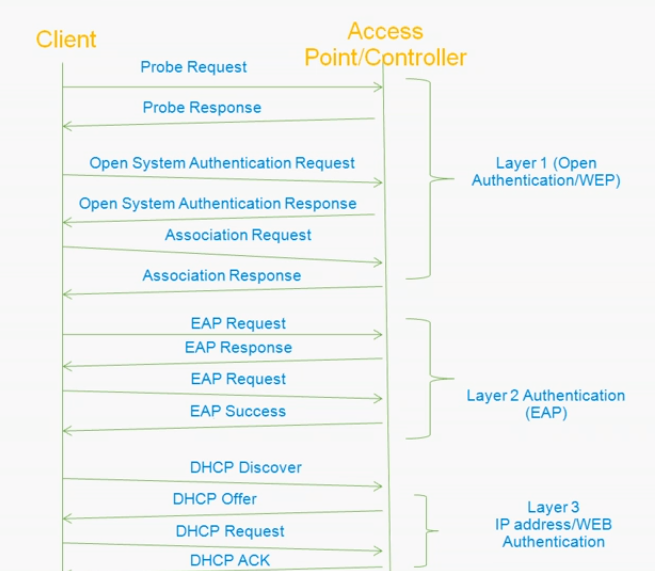 Client
Access
Point/Controller
Probe Request
Probe Response
Open System Authentication Request
Open System Authentication Response
Association Request
Association Response
Layer 1 (Open
Authentication/WEP)
EAP Request
EAP Response
EAP Request
EAP Success
Layer 2 Authentication
(EAP)
DHCP Discover
DHCP Offer
DHCP Request
DHCP ACK
Layer 3
IP address/WEB
Authentication